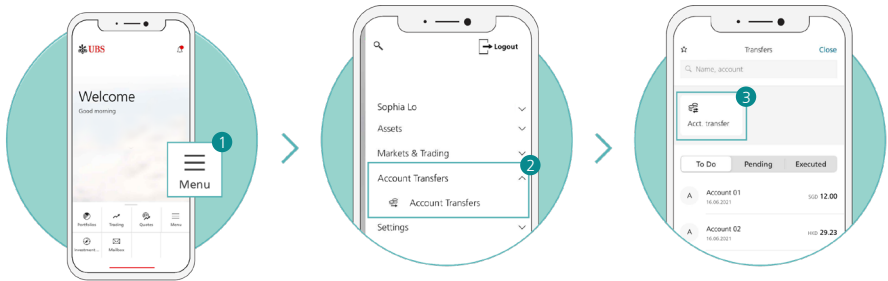 UBS
Welcome
Good morning
1
Menu
Portfolios
Trading
Quotes
Menu
Investment...
Mailbox
Logout
Sophia Lo
Assets
Markets & Trading
2
Account Transfers
Account Transfers
Settings
Transfers
Close
Name, account
3
Acct. transfer
To Do
Pending
Executed
A
Account 01
SGD 12.00
16.08.2021
A
Account 02
HKD 29.23
16.08.2021